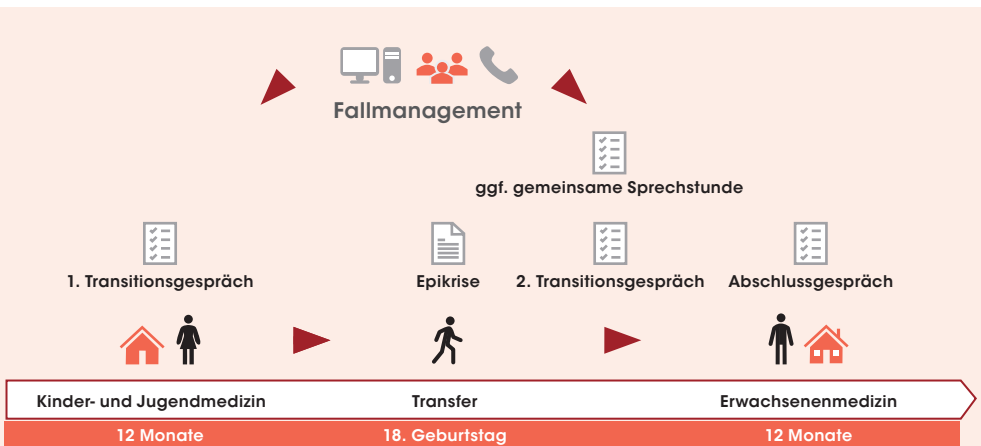 Fallmanagement
ggf. gemeinsame Sprechstunde
1. Transitionsgespräch
Epikrise
2. Transitionsgespräch
Abschlussgespräch
Kinder- und Jugendmedizin
Transfer
Erwachsenenmedizin
12 Monate
18. Geburtstag
12 Monate